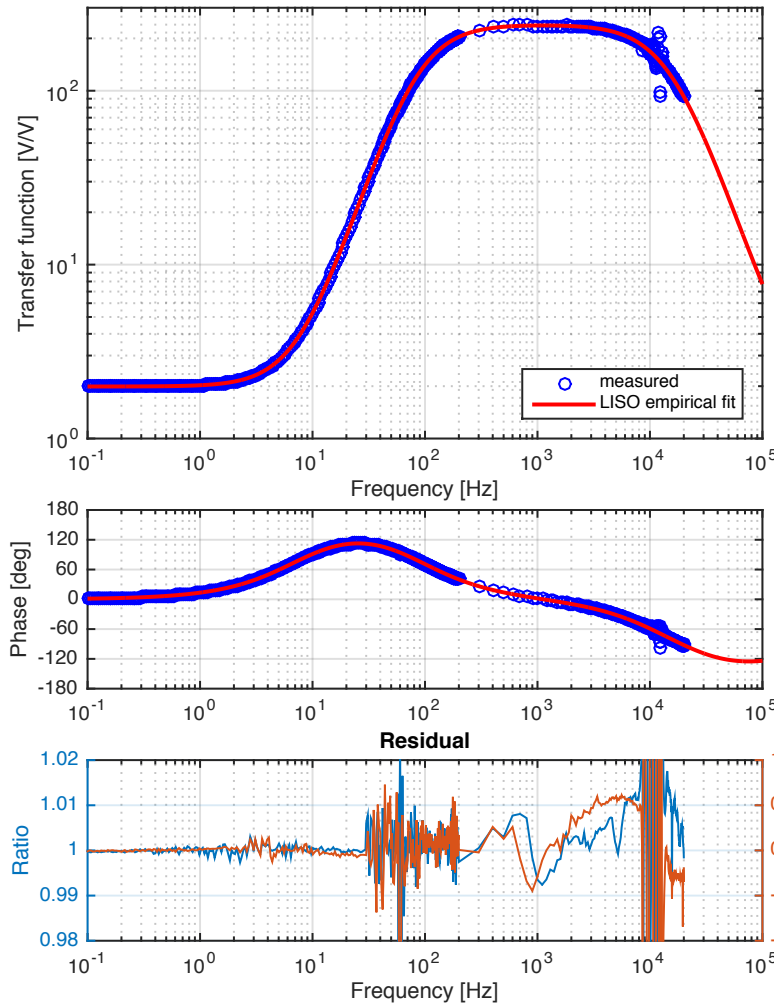 10^2
10^1
10^0
Transfer function [V/V]
measured
LISO empirical fit
10^-1 10^0 10^1 10^2 10^3 10^4 10^5
Frequency [Hz]
180
120
60
0
-60
-120
-180
Phase [deg]
10^-1 10^0 10^1 10^2 10^3 10^4 10^5
Residual
1.02
1.01
1
0.99
0.98
Ratio
10^-1 10^0 10^1 10^2 10^3 10^4 10^5
Frequency [Hz]